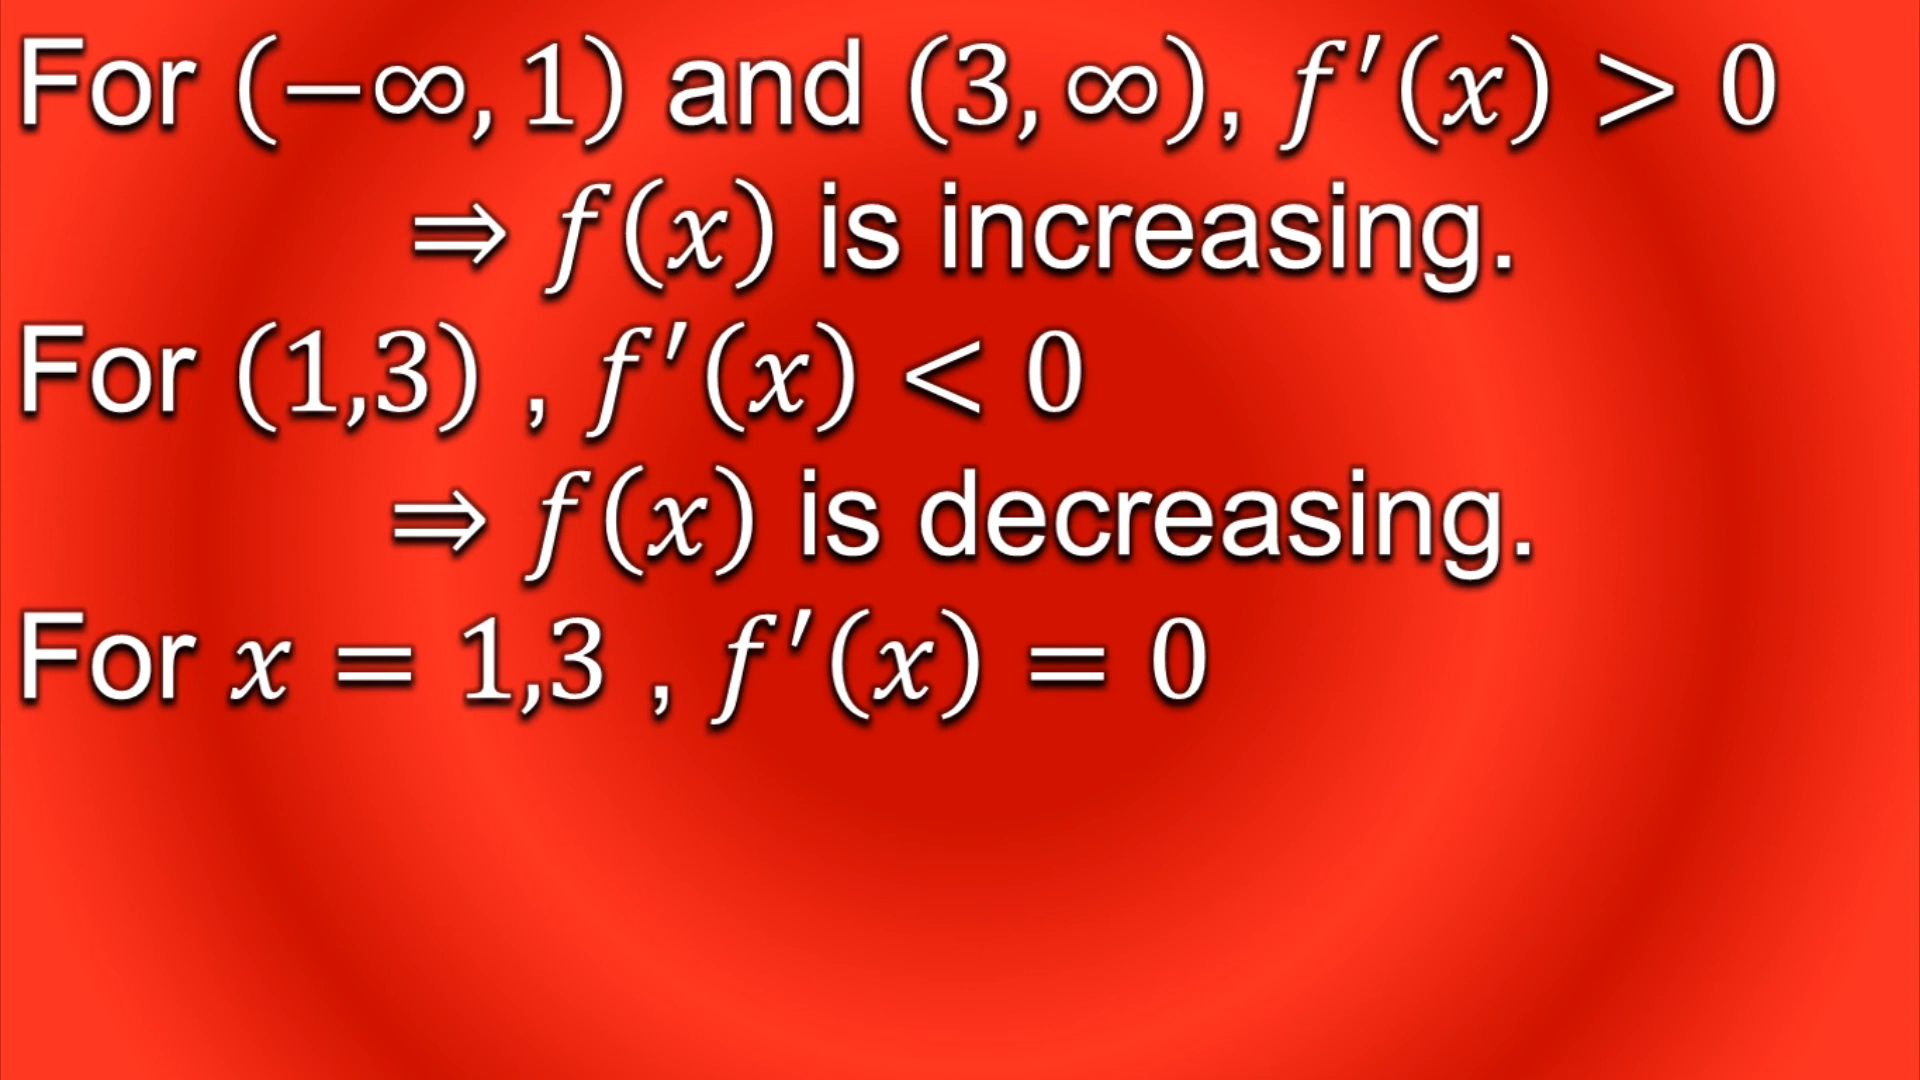 For (−∞, 1) and (3, ∞), f′(x) > 0
⇒ f(x) is increasing.
For (1,3) , f′(x) < 0
⇒ f(x) is decreasing.
For x = 1,3 , f′(x) = 0